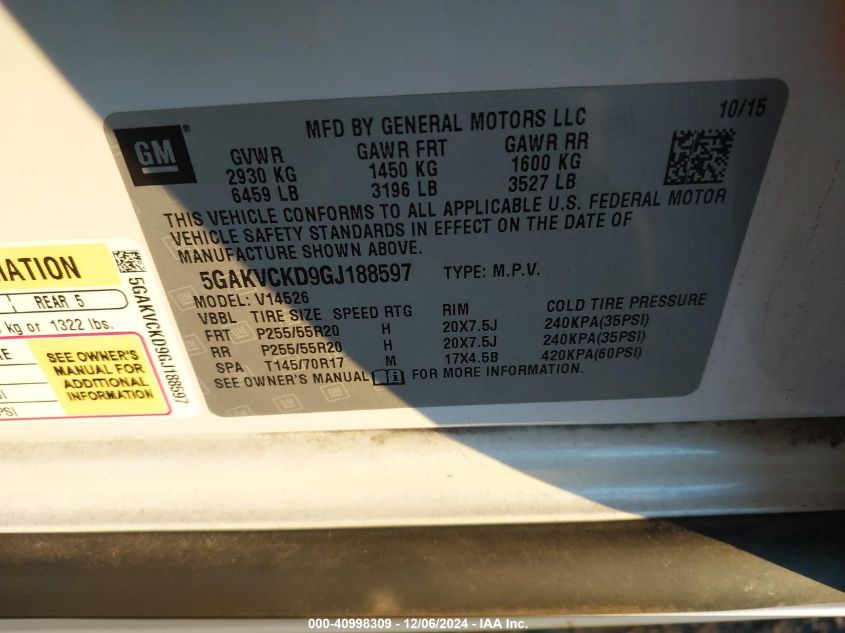 10/15
MFD BY GENERAL MOTORS LLC
GM®
GVWR GAWR FRT GAWR RR
2930 KG 1450 KG 1600 KG
6459 LB 3196 LB 3527 LB
THIS VEHICLE CONFORMS TO ALL APPLICABLE U.S. FEDERAL MOTOR
VEHICLE SAFETY STANDARDS IN EFFECT ON THE DATE OF
MANUFACTURE SHOWN ABOVE.
5GAKVCKD9GJ188597 TYPE: M.P.V.
MODEL: V14526
VBBL TIRE SIZE SPEED RTG RIM COLD TIRE PRESSURE
FRT P255/55R20 H 20X7.5J 240KPA(35PSI)
RR P255/55R20 H 20X7.5J 240KPA(35PSI)
SPA T145/70R17 M 17X4.5B 420KPA(60PSI)
SEE OWNER'S MANUAL FOR MORE INFORMATION.
MATION
REAR 5
kg or 1322 lbs.
SEE OWNER'S
MANUAL FOR
ADDITIONAL
INFORMATION
PSI
5GAKVCKD9GJ188597
000-40998309 - 12/06/2024 - IAAI.COM